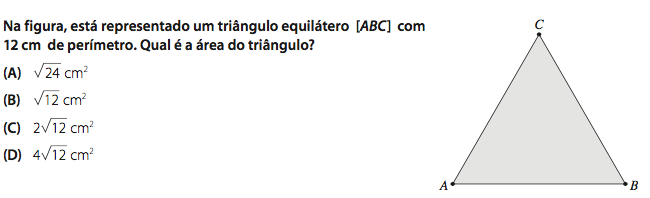 Na figura, está representado um triângulo equilátero [ABC] com
12 cm de perímetro. Qual é a área do triângulo?
(A) √24 cm²
(B) √12 cm²
(C) 2√12 cm²
(D) 4√12 cm²
C
A
B